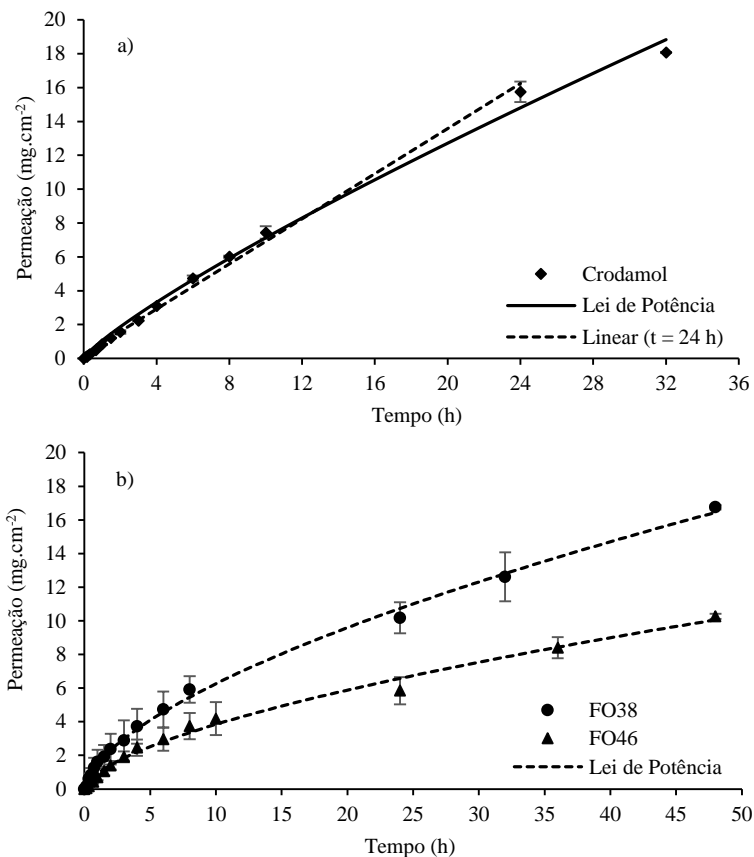 a)
Permeação (mg.cm-2)
20
18
16
14
12
10
8
6
4
2
0
Crodamol
Lei de Potência
Linear (t = 24 h)
0 4 8 12 16 20 24 28 32 36
Tempo (h)
b)
Permeação (mg.cm-2)
20
18
16
14
12
10
8
6
4
2
0
FO38
FO46
Lei de Potência
0 5 10 15 20 25 30 35 40 45 50
Tempo (h)